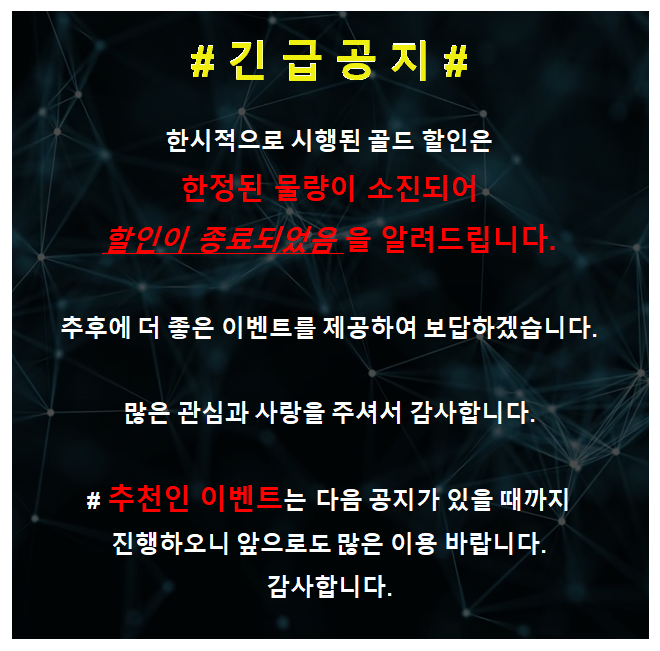 # 긴 급 공 지 #
한시적으로 시행된 골드 할인은
한정된 물량이 소진되어
할인이 종료되었음 을 알려드립니다.
추후에 더 좋은 이벤트를 제공하여 보답하겠습니다.
많은 관심과 사랑을 주셔서 감사합니다.
# 추천인 이벤트는 다음 공지가 있을 때까지
진행하오니 앞으로도 많은 이용 바랍니다.
감사합니다.